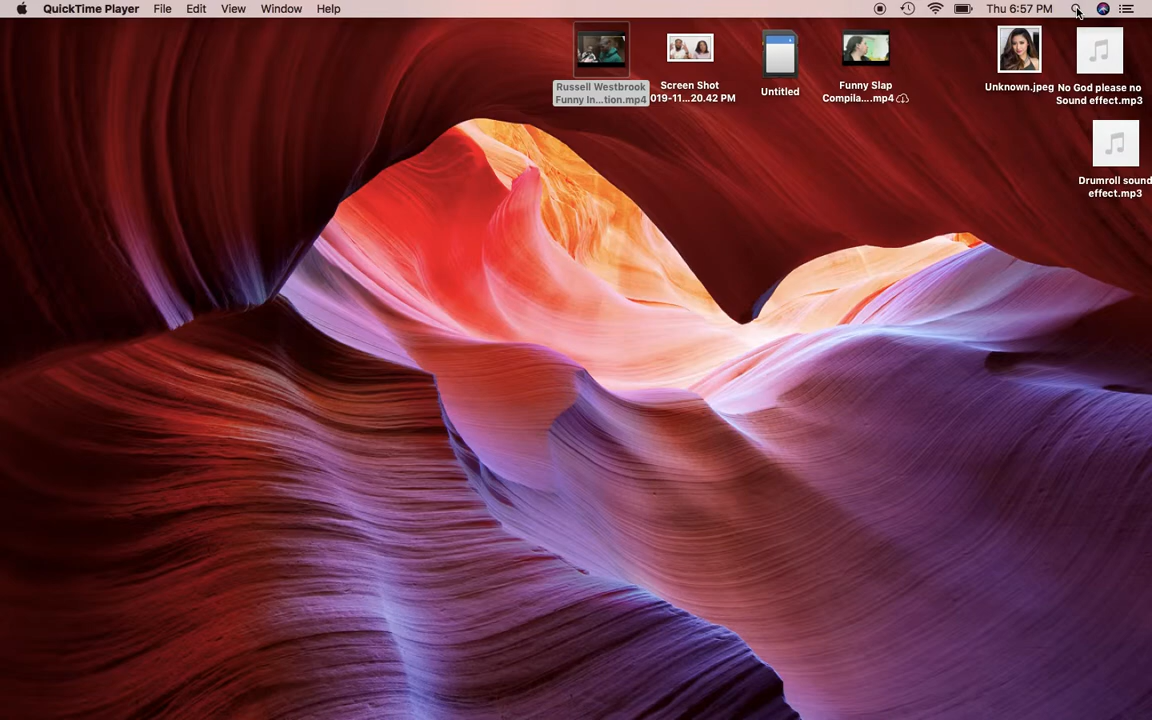 QuickTime Player File Edit View Window Help Thu 6:57 PM
Russell Westbrook
Funny In...tion.mp4
Screen Shot
019-11...20.42 PM
Untitled
Funny Slap
Compila....mp4
Unknown.jpeg
No God please no
Sound effect.mp3
Drumroll sound
effect.mp3